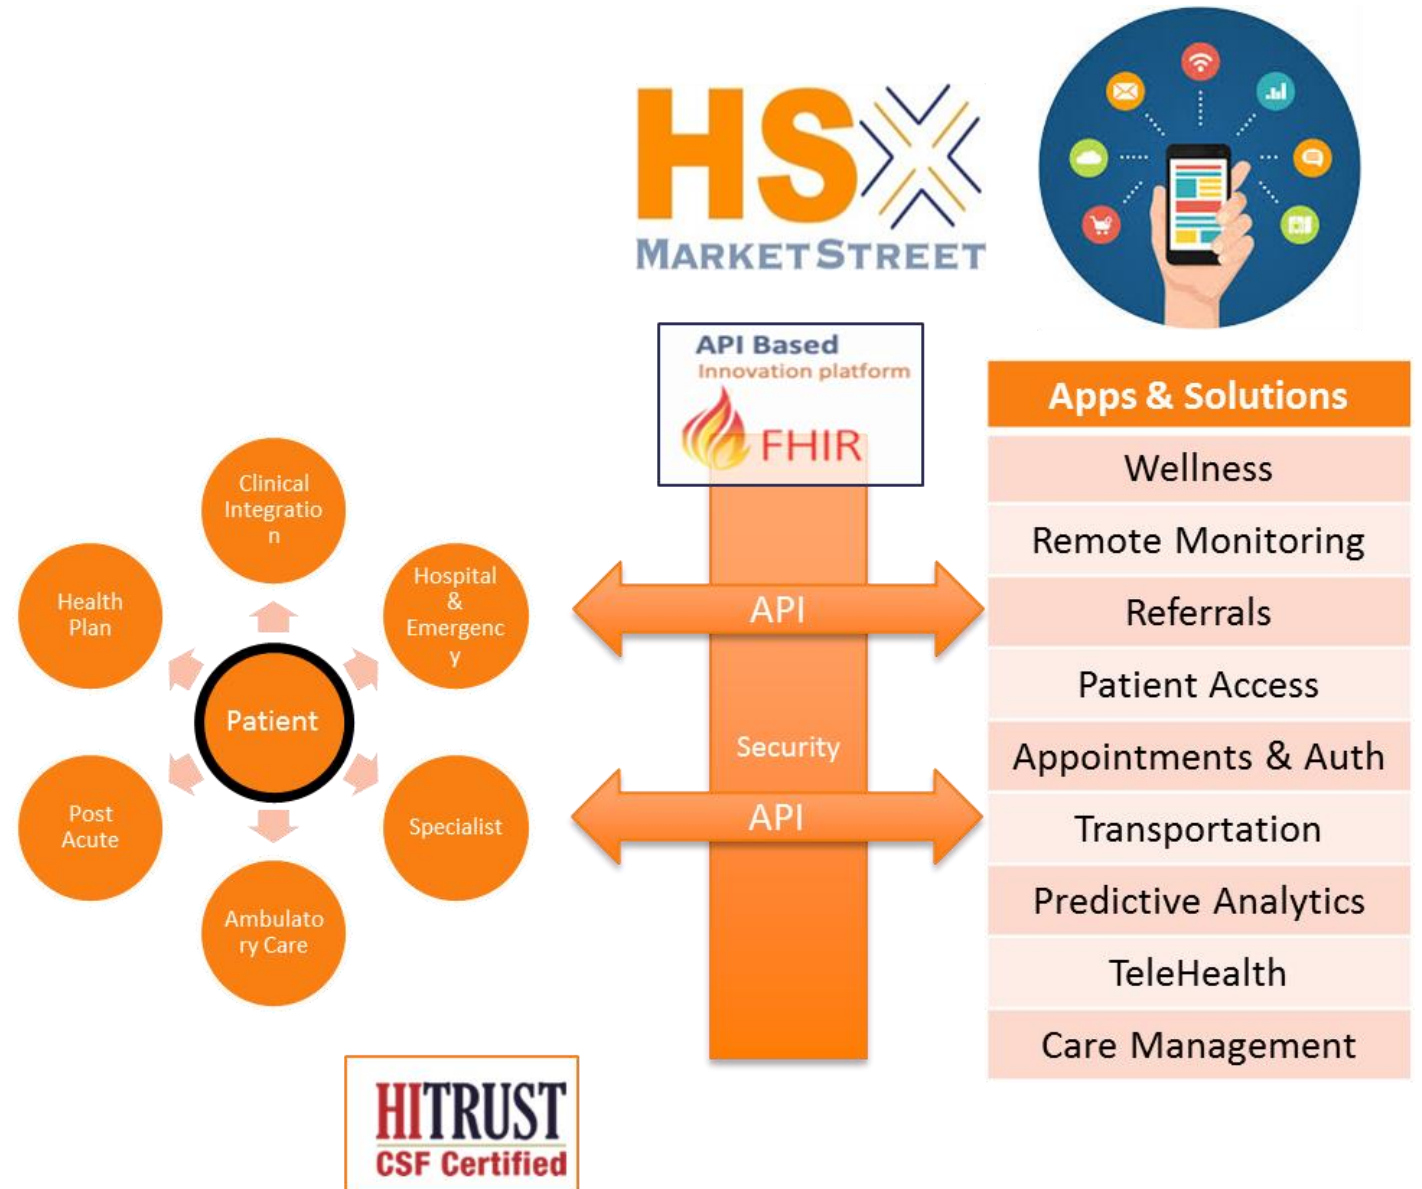 HSX
MARKET STREET
API Based
Innovation platform
FHIR
Apps & Solutions
Wellness
Remote Monitoring
Referrals
Patient Access
Appointments & Auth
Transportation
Predictive Analytics
TeleHealth
Care Management
Clinical
Integratio
n
Hospital
&
Emergenc
y
Health
Plan
Patient
Post
Acute
Specialist
Ambulato
ry Care
API
Security
API
HITRUST
CSF Certified